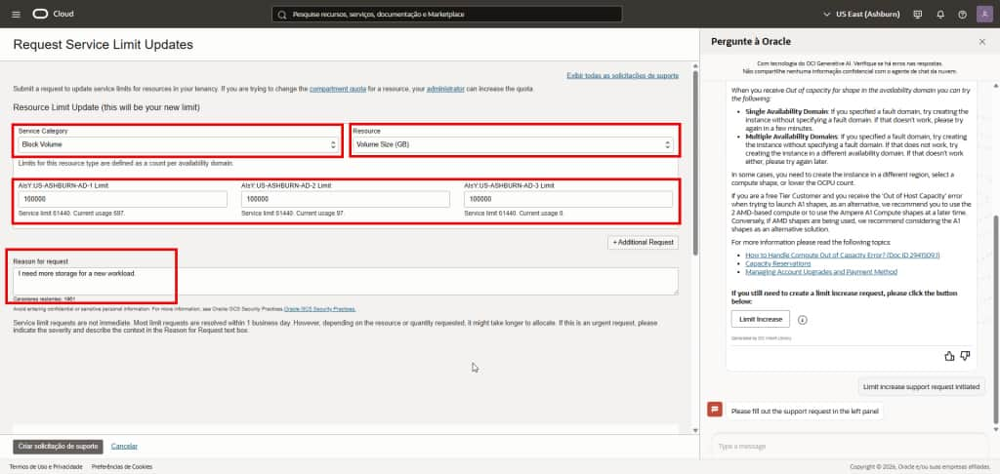 Cloud
Pesquise recursos, serviços, documentação e Marketplace
US East (Ashburn)
A
Request Service Limit Updates
Exibir todas as solicitações de suporte
Submit a request to update service limits for resources in your tenancy. If you are trying to change the compartment quota for a resource, your administrator can increase the quota.
Resource Limit Update (this will be your new limit)
Service Category
Block Volume
Resource
Volume Size (GB)
Limits for this resource type are defined as a count per availability domain.
AIsY:US-ASHBURN-AD-1 Limit
100000
Service limit 51440. Current usage 597.
AIsY:US-ASHBURN-AD-2 Limit
100000
Service limit 51440. Current usage 97.
AIsY:US-ASHBURN-AD-3 Limit
100000
Service limit 51440. Current usage 0.
+ Additional Request
Reason for request
I need more storage for a new workload
Caracteres restantes: 1961
Avoid entering confidential or sensitive personal information. For more information, see Oracle GCS Security Practices.Oracle GCS Security Practices.
Service limit requests are not immediate. Most limit requests are resolved within 1 business day. However, depending on the resource or quantity requested, it might take longer to allocate. If this is an urgent request, please
indicate the severity and describe the context in the Reason for Request text box.
Criar solicitação de suporte
Cancelar
Pergunte à Oracle
Com tecnologia do OCI Generative AI. Verifique se há erros nas respostas.
Não compartilhe nenhuma informação confidencial com o agente de chat da nuvem.
When you receive Out of capacity for shape in the availability domain you can try
the following:
• Single Availability Domain: If you specified a fault domain, try creating the
instance without specifying a fault domain. If that doesn't work, please try
again in a few minutes.
• Multiple Availability Domains: If you specified a fault domain, try creating
the instance without specifying a fault domain. If that does not work, try
creating the instance in a different availability domain. If that doesn't work
either, please try again later.
In some cases, you need to create the instance in a different region, select a
compute shape, or lower the OCPU count.
If you are a free Tier Customer and you receive the 'Out of Host Capacity' error
when trying to launch A1 shapes, as an alternative, we recommend you to use the
2 AMD-based compute or to use the Ampere A1 Compute shapes at a later time.
Conversely, if AMD shapes are being used, we recommend considering the A1
shapes as an alternative solution.
For more information please read the following topics:
• How to Handle Compute Out of Capacity Error? (Doc ID 2941509.1)
• Capacity Reservations
• Managing Account Upgrades and Payment Method
If you still need to create a limit increase request, please click the button
below:
Limit Increase
Limit increase support request initiated
Please fill out the support request in the left panel
Type a message
Termos de Uso e Privacidade
Preferências de Cookies
Copyright © 2026, Oracle e/ou suas empresas afiliadas.